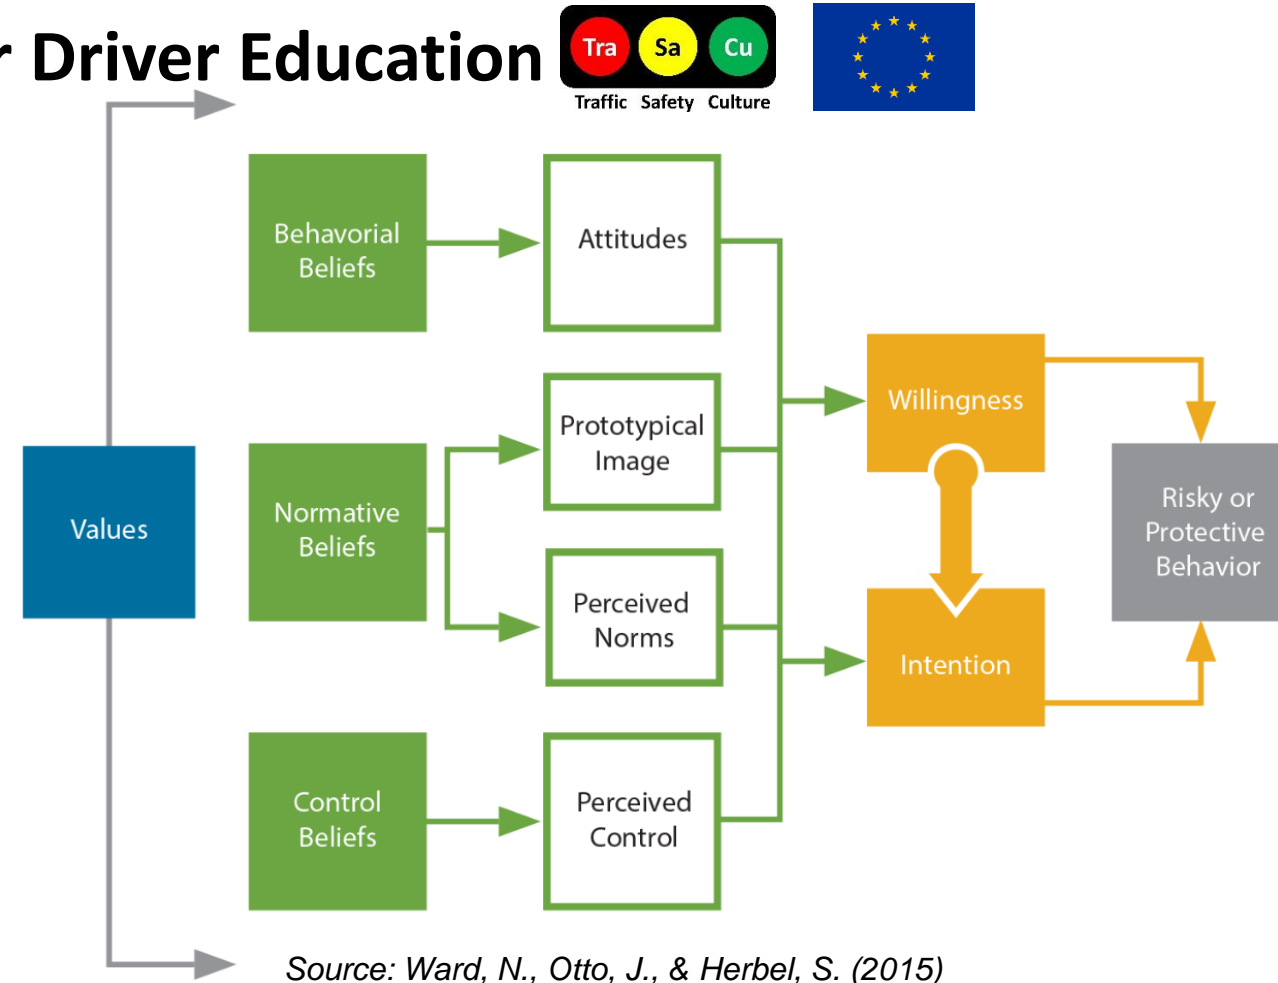 r Driver Education
Tra Sa Cu
Traffic Safety Culture
Behavorial
Beliefs
Attitudes
Prototypical
Image
Willingness
Values
Normative
Beliefs
Risky or
Protective
Behavior
Perceived
Norms
Intention
Control
Beliefs
Perceived
Control
Source: Ward, N., Otto, J., & Herbel, S. (2015)